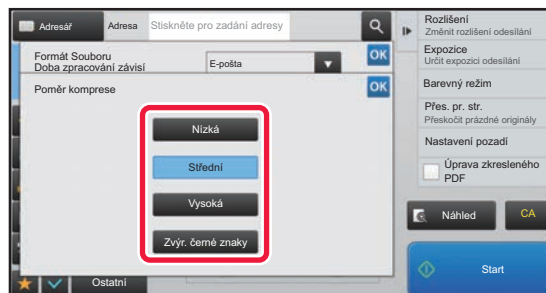 Adresář
Adresa
Stiskněte pro zadání adresy
Formát Souboru
Doba zpracování závisí
E-pošta
OK
Poměr komprese
OK
Nízká
Střední
Vysoká
Zvýr. černé znaky
Ostatní
Rozlišení
Změnit rozlišení odesílání
Expozice
Určit expozici odesílání
Barevný režim
Přes. pr. str.
Přeskočit prázdné originály
Nastavení pozadí
Úprava zkresleného
PDF
Náhled
CA
Start